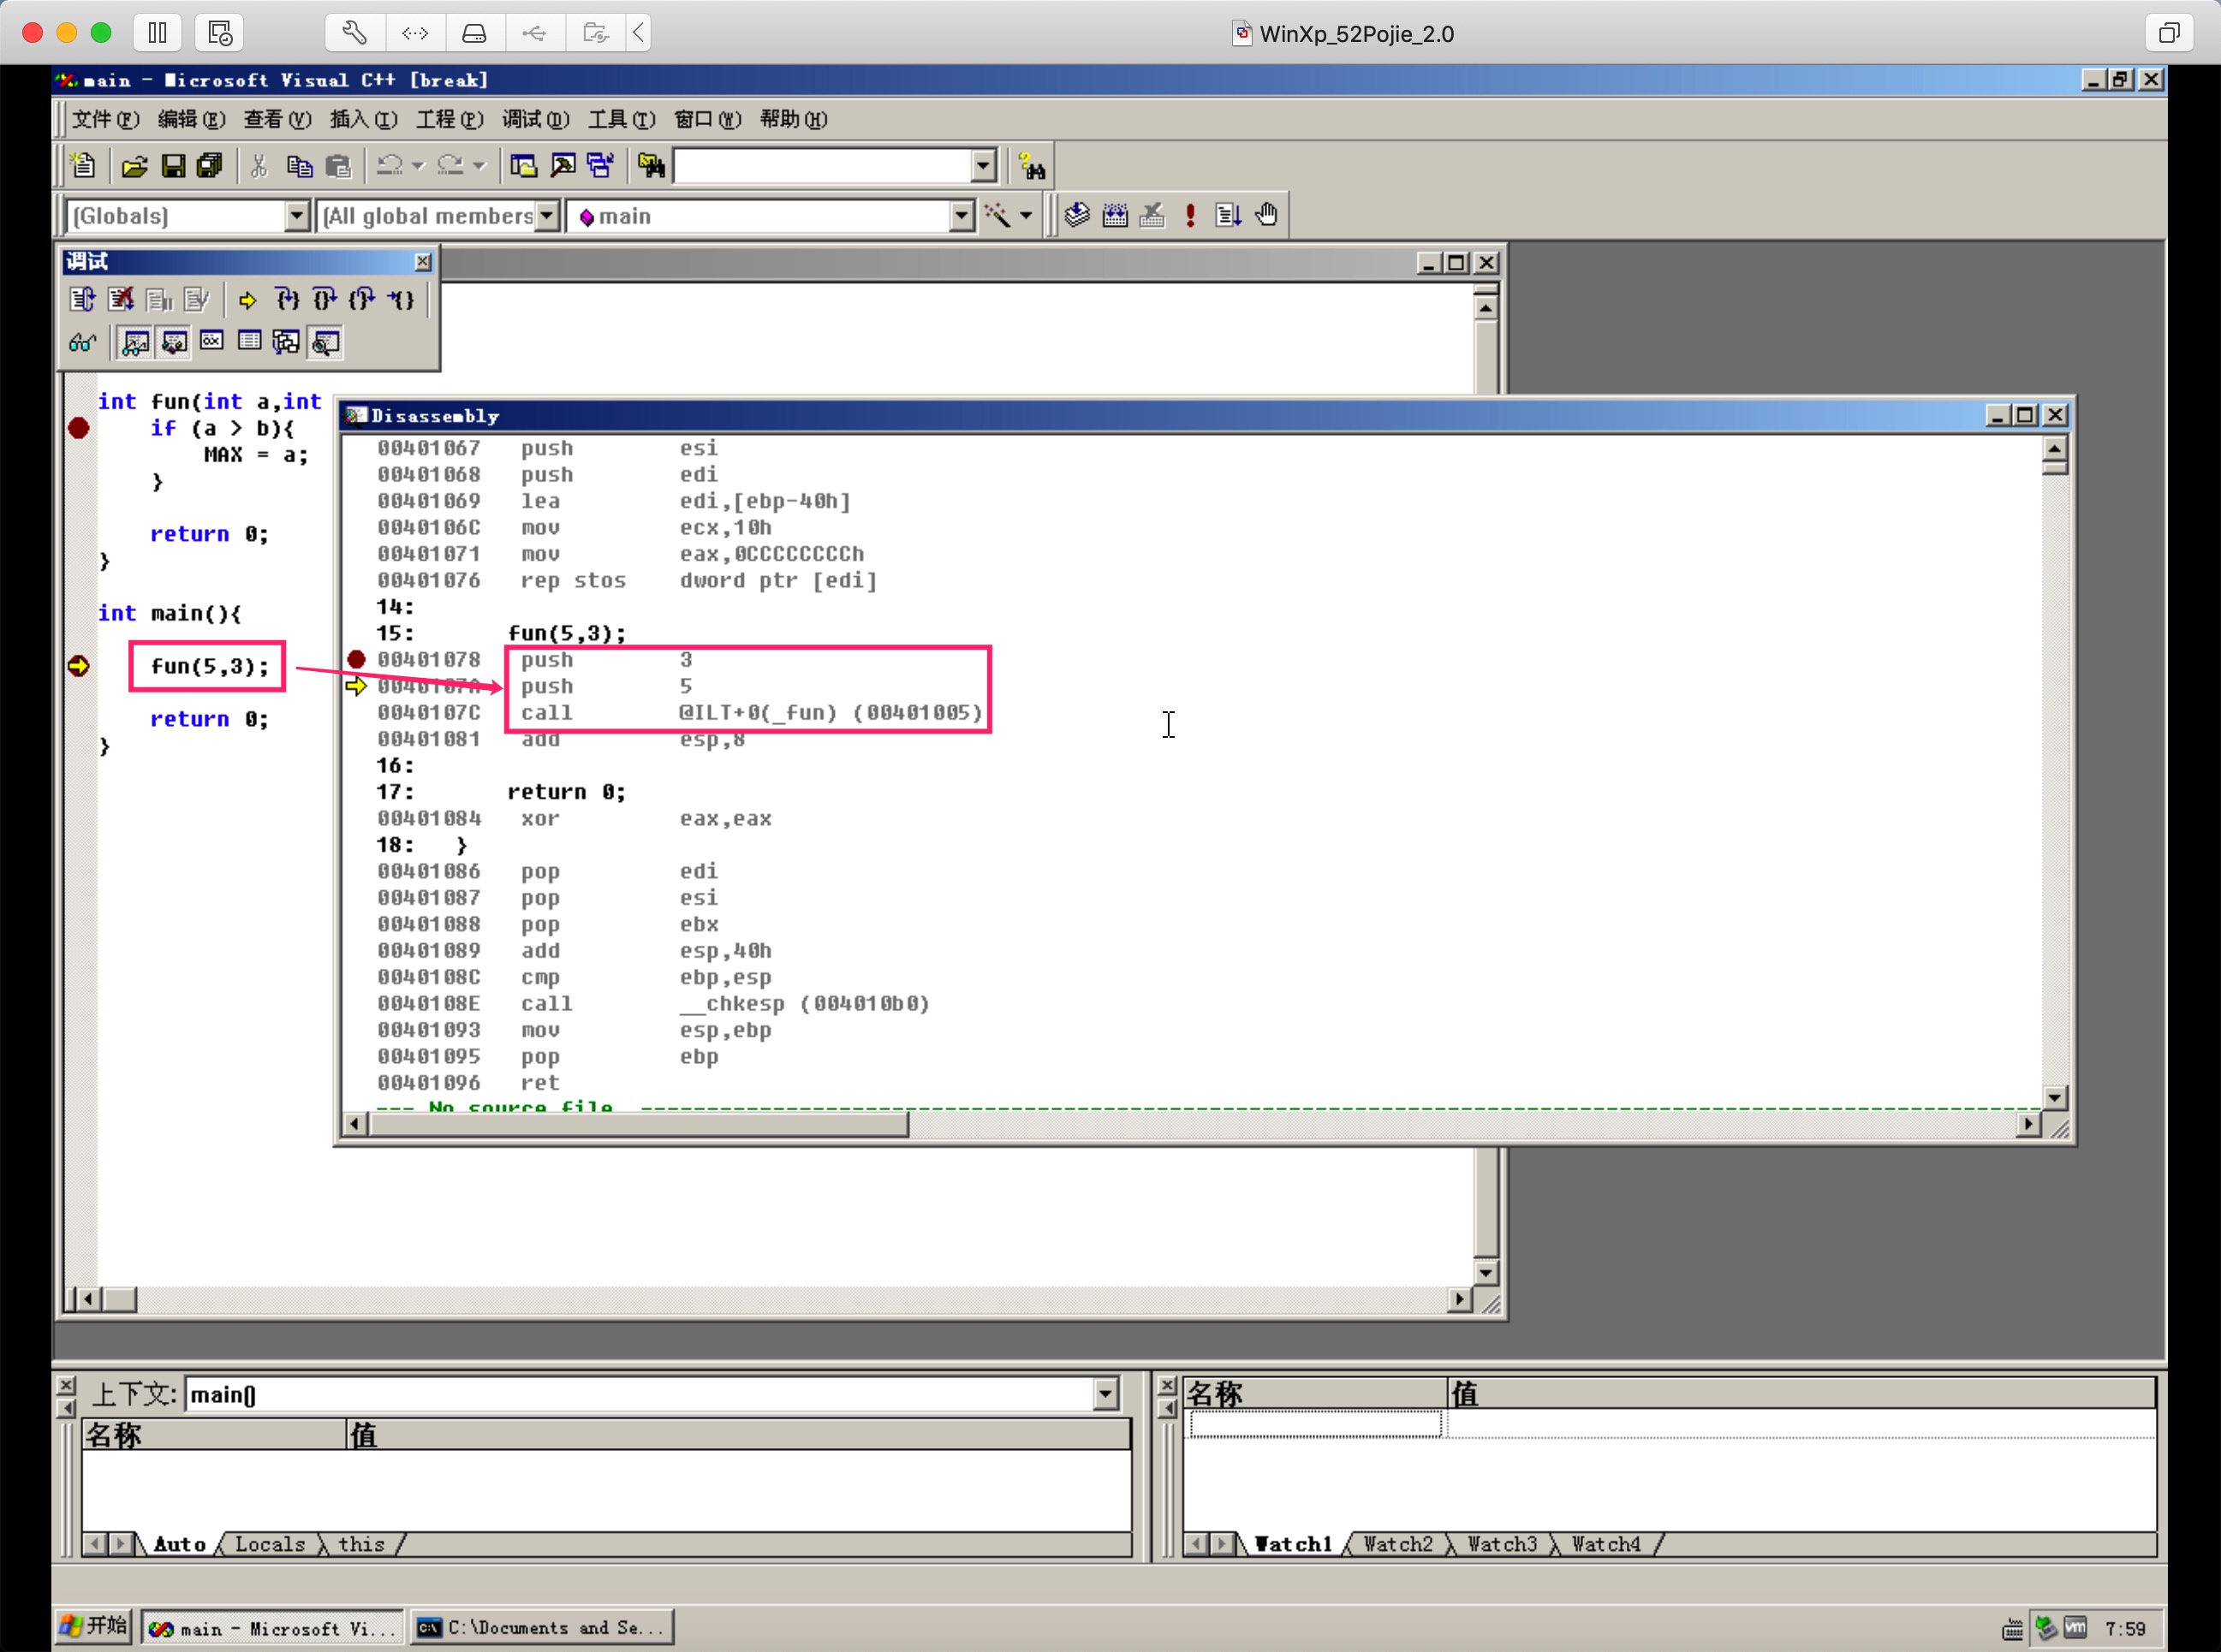 WinXp_52Pojie_2.0
main - Microsoft Visual C++ [break]
文件(F) 编辑(E) 查看(V) 插入(I) 工程(P) 调试(D) 工具(T) 窗口(W) 帮助(H)
(Globals) (All global members main
调试
int fun(int a,int
if (a > b){
MAX = a;
}
return 0;
}
int main(){
fun(5,3);
return 0;
}
Disassembly
00401067 push esi
00401068 push edi
00401069 lea edi,[ebp-40h]
0040106C mov ecx,10h
00401071 mov eax,0CCCCCCCCh
00401076 rep stos dword ptr [edi]
14:
15: fun(5,3);
00401078 push 3
0040107A push 5
0040107C call @ILT+0(_fun) (00401005)
00401081 add esp,8
16:
17: return 0;
00401084 xor eax,eax
18: }
00401086 pop edi
00401087 pop esi
00401088 pop ebx
00401089 add esp,40h
0040108C cmp ebp,esp
0040108E call __chkesp (004010b0)
00401093 mov esp,ebp
00401095 pop ebp
00401096 ret
--- No source file
上下文: main()
名称 值
Auto Locals this
名称 值
Watch1 Watch2 Watch3 Watch4
开始 main - Microsoft Vi... C:\Documents and Se... 7:59